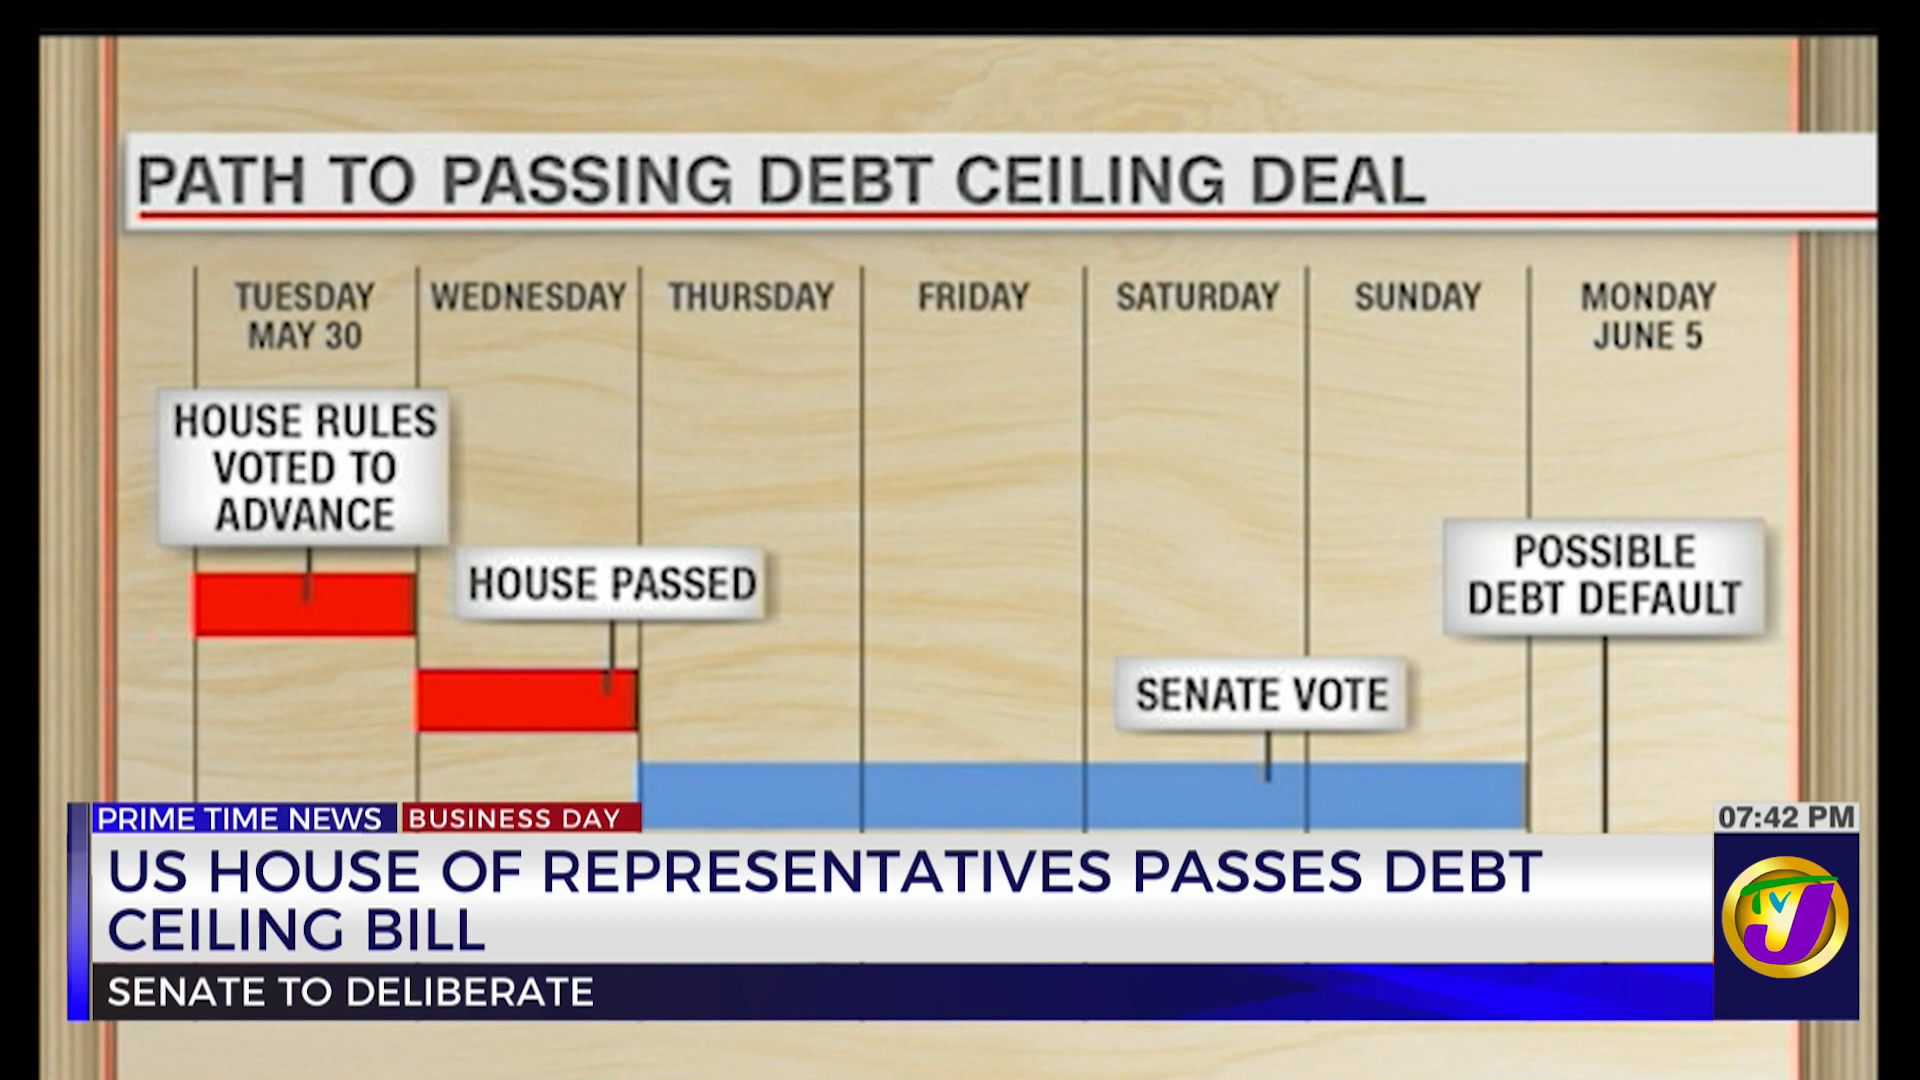 PATH TO PASSING DEBT CEILING DEAL
TUESDAY
MAY 30
WEDNESDAY
THURSDAY
FRIDAY
SATURDAY
SUNDAY
MONDAY
JUNE 5
HOUSE RULES
VOTED TO
ADVANCE
HOUSE PASSED
SENATE VOTE
POSSIBLE
DEBT DEFAULT
PRIME TIME NEWS
BUSINESS DAY
07:42 PM
US HOUSE OF REPRESENTATIVES PASSES DEBT
CEILING BILL
SENATE TO DELIBERATE
TVJ